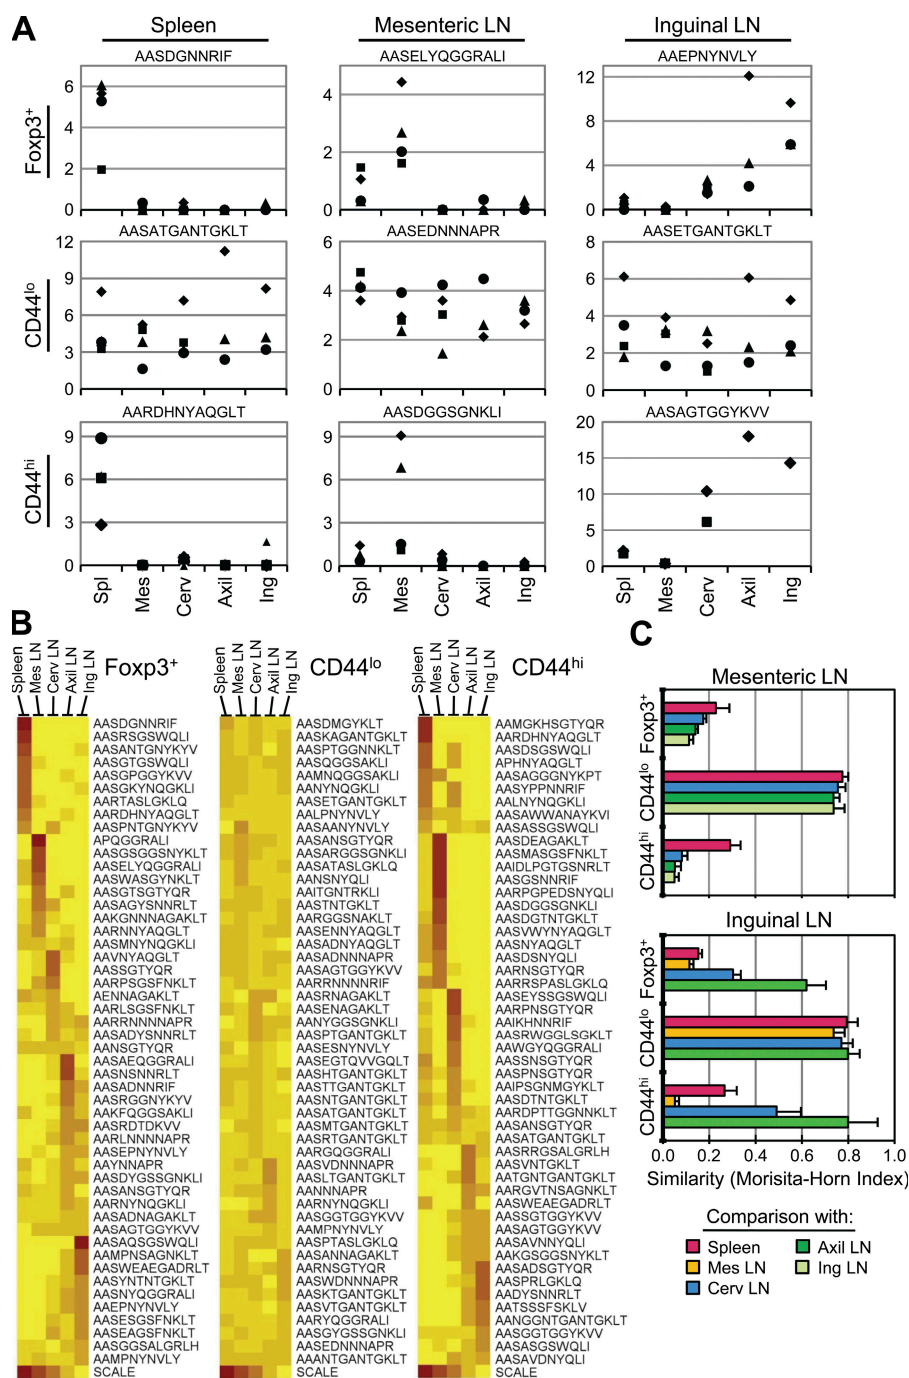 A
Spleen
Mesenteric LN
Inguinal LN
AASDGNNRIF
AASELYQGGRALI
AAEPNYNVLY
Foxp3+
6
4
2
0
4
2
0
12
8
4
0
AASATGANTGKLT
AASEDNNNAPR
AASETGANTGKLT
CD44lo
12
9
6
3
0
6
4
2
0
8
6
4
2
0
AARDHNYAQGLT
AASDGGSGNKLI
AASAGTGGYKVV
CD44hi
9
6
3
0
9
6
3
0
20
15
10
5
0
Spl Mes Cerv Axil Ing
Spl Mes Cerv Axil Ing
Spl Mes Cerv Axil Ing
B
Spleen Mes LN Cerv LN Axil LN Ing LN
Foxp3+
AASDGNNRIF
AASRSGSWQLI
AASANTGNYKYV
AASGTGSWQLI
AASGPGGYKVV
AASGKYNQGKLI
AARTASLGKLQ
AARDHNYAQGLT
AASPNTGNYKYV
APQGGRALI
AASGSGGSNYKLT
AASELYQGGRALI
AASWASGYNKLT
AASGTSGTYQR
AASAGYSNNRLT
AAKGNNNAGAKLT
AARNNYAQGLT
AASMNYNQGKLI
AAVNYAQGLT
AASSGTYQR
AARPSGSFNKLT
AENNAGAKLT
AARLSGSFNKLT
AARRNNNNAPR
AASADYSNNRLT
AANSGTYQR
AASAEQGGRALI
AASNSNNRLT
AASADNNRIF
AASRGGNYKYV
AAKFQGGSAKLI
AASRDTDKVV
AARLNNNNAPR
AASEPNYNVLY
AAYNNAPR
AASDYGSSGNKLI
AASANSGTYQR
AARNYNQGKLI
AASADNAGAKLT
AASAGTGGYKVV
AASAQSGSWQLI
AAMPNSAGNKLT
AASWEAEGADRLT
AASYNTNTGKLT
AASNYQGGRALI
AAEPNYNVLY
AASESGSFNKLT
AASEAGSFNKLT
AASGGSALGRLH
AAMPNYNVLY
SCALE
Spleen Mes LN Cerv LN Axil LN Ing LN
CD44lo
AASDMGYKLT
AASKAGANTGKLT
AASPTGGNNKLT
AASQGGSAKLI
AAMNQGGSAKLI
AANYNQGKLI
AASETGANTGKLT
AALPNYNVLY
AASAANYNVLY
AASANSGTYQR
AASARGGSGNKLI
AASATASLGKLQ
AANSNYQLI
AAITGNTRKLI
AASTNTGKLT
AARGGSNAKLT
AASENNYAQGLT
AASADNYAQGLT
AASADNNNAPR
AASAGTGGYKVV
AARRNNNNRIF
AASRNAGAKLT
AASENAGAKLT
AANYGGSGNKLI
AASPTGANTGKLT
AASESNYNVLY
AASEGTQVVGQLT
AASHTGANTGKLT
AASNTGANTGKLT
AASTTGANTGKLT
AASATGANTGKLT
AASMTGANTGKLT
AASRTGANTGKLT
AARGQGGRALI
AASVDNNNAPR
AASLTGANTGKLT
AANNNAPR
AARNYNQGKLI
AASGGTGGYKVV
AAMPNYNVLY
AASPTASLGKLQ
AASANNAGAKLT
AARNSGTYQR
AASWDNNNAPR
AASKTGANTGKLT
AASVTGANTGKLT
AARYQGGRALI
AASGYGSSGNKLI
AASEDNNNAPR
AAANTGANTGKLT
SCALE
Spleen Mes LN Cerv LN Axil LN Ing LN
CD44hi
AAMGKHSGTYQR
AARDHNYAQGLT
AASDSGSWQLI
APHNYAQGLT
AASAGGGNYKPT
AASYPPNNRIF
AALNYNQGKLI
AASAWWANAYKVI
AASASSGSWQLI
AASDEAGAKLT
AASMASGSFNKLT
AAIDLPGTGSNRLT
AASGSNNRIF
AARPGPEDSNYQLI
AASDGGSGNKLI
AASDGTNTGKLT
AASVWYNYAQGLT
AASNYAQGLT
AASDSNYQLI
AARNSGTYQR
AARRSPASLGKLQ
AASEYSSGSWQLI
AARPNSGTYQR
AAIKHNNRIF
AASRWGGLSGKLT
AAWGYQGGRALI
AASSNSGTYQR
AASPNSGTYQR
AAIPSGNMGYKLT
AASDTNTGKLT
AARDPTTGGNNKLT
AASANSGTYQR
AASATGANTGKLT
AASRRGSALGRLH
AASVNTGKLT
AATGNTGANTGKLT
AARGVTNSAGNKLT
AASWEAEGADRLT
AASSGTGGYKVV
AASAGTGGYKVV
AASAVNNYQLI
AAKGSGGSNYKLT
AASADSGTYQR
AASPRLGKLQ
AADYSNNRLT
AATSSSFSKLV
AANGGNTGANTGKLT
AASGGTGGYKVV
AASASGSWQLI
AASAVDNYQLI
SCALE
C
Mesenteric LN
Foxp3+
CD44lo
CD44hi
Inguinal LN
Foxp3+
CD44lo
CD44hi
0.0 0.2 0.4 0.6 0.8 1.0
Similarity (Morisita-Horn Index)
Comparison with:
Spleen
Mes LN
Cerv LN
Axil LN
Ing LN